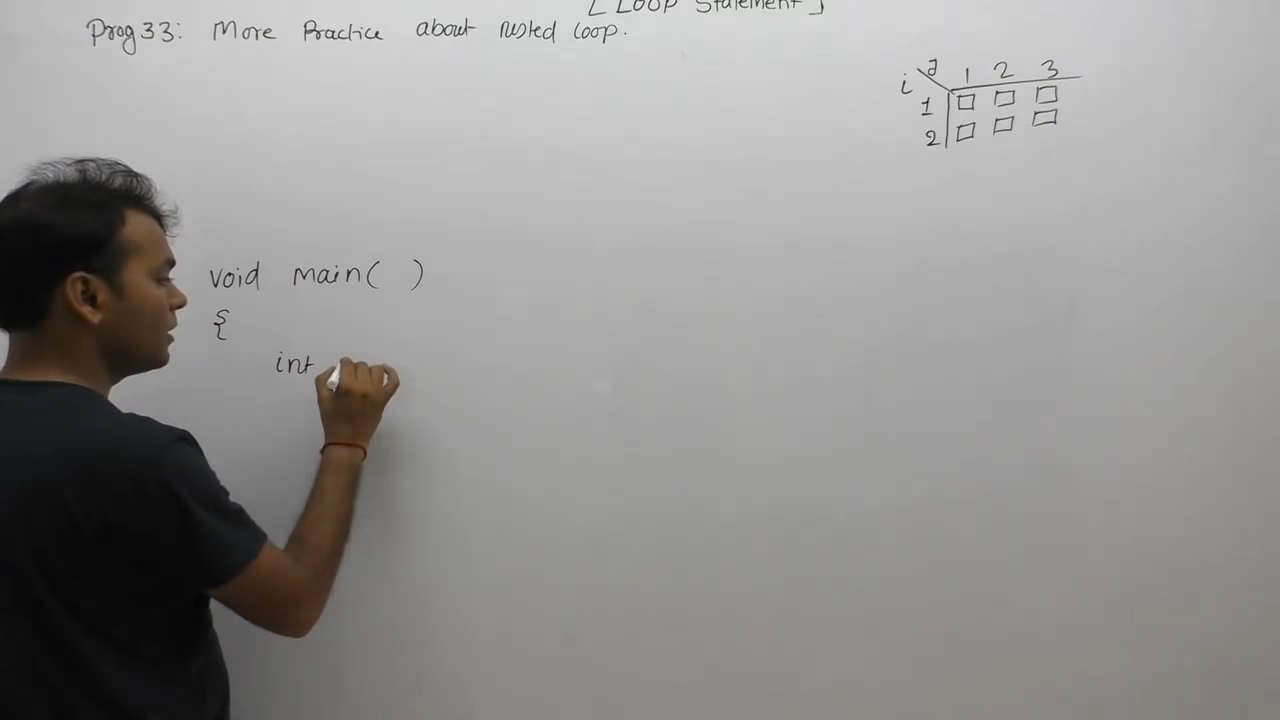 [ Loop Statement ]
Prog 33: More Practice about nested loop.
i j 1 2 3
1
2
void main( )
{
int